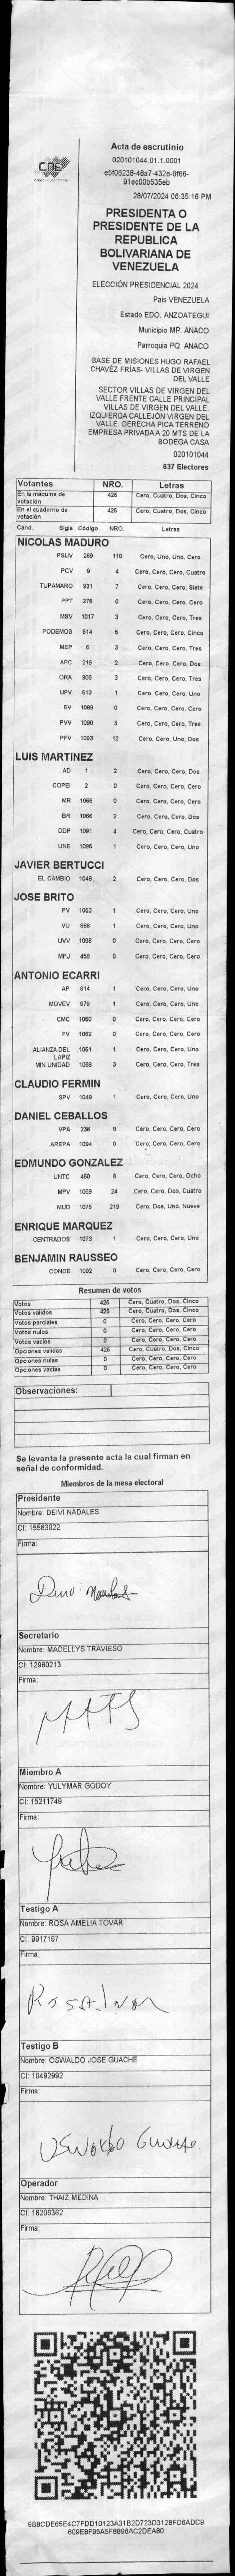 CNE
Acta de escrutinio
020101044.01.1.0001
e5f06238-48a7-432e-9f66-
91ec00b535eb
28/07/2024 06:35:16 PM
PRESIDENTA O
PRESIDENTE DE LA
REPUBLICA
BOLIVARIANA DE
VENEZUELA
ELECCIÓN PRESIDENCIAL 2024
Pais VENEZUELA
Estado EDO. ANZOATEGUI
Municipio MP. ANACO
Parroquia PQ. ANACO
BASE DE MISIONES HUGO RAFAEL
CHAVÉZ FRÍAS- VILLAS DE VIRGEN
DEL VALLE
SECTOR VILLAS DE VIRGEN DEL
VALLE FRENTE CALLE PRINCIPAL
VILLAS DE VIRGEN DEL VALLE.
IZQUIERDA CALLEJÓN VIRGEN DEL
VALLE. DERECHA PICA TERRENO
EMPRESA PRIVADA A 20 MTS DE LA
BODEGA CASA
020101044
637 Electores
Votantes NRO. Letras
En la máquina de votación 425 Cero, Cuatro, Dos, Cinco
En el cuaderno de votación 425 Cero, Cuatro, Dos, Cinco
Cand. Sigla Código NRO. Letras
NICOLAS MADURO
PSUV 269 110 Cero, Uno, Uno, Cero
PCV 9 4 Cero, Cero, Cero, Cuatro
TUPAMARO 931 7 Cero, Cero, Cero, Siete
PPT 276 0 Cero, Cero, Cero, Cero
MSV 1017 3 Cero, Cero, Cero, Tres
PODEMOS 514 5 Cero, Cero, Cero, Cinco
MEP 6 3 Cero, Cero, Cero, Tres
APC 219 2 Cero, Cero, Cero, Dos
ORA 906 3 Cero, Cero, Cero, Tres
UPV 513 1 Cero, Cero, Cero, Uno
EV 1089 0 Cero, Cero, Cero, Cero
PVV 1090 3 Cero, Cero, Cero, Tres
PFV 1093 12 Cero, Cero, Uno, Dos
LUIS MARTINEZ
AD 1 2 Cero, Cero, Cero, Dos
COPEI 2 0 Cero, Cero, Cero, Cero
MR 1065 0 Cero, Cero, Cero, Cero
BR 1066 2 Cero, Cero, Cero, Dos
DDP 1091 4 Cero, Cero, Cero, Cuatro
UNE 1095 1 Cero, Cero, Cero, Uno
JAVIER BERTUCCI
EL CAMBIO 1048 2 Cero, Cero, Cero, Dos
JOSE BRITO
PV 1053 1 Cero, Cero, Cero, Uno
VU 868 1 Cero, Cero, Cero, Uno
UVV 1096 0 Cero, Cero, Cero, Cero
MPJ 458 0 Cero, Cero, Cero, Cero
ANTONIO ECARRI
AP 614 1 Cero, Cero, Cero, Uno
MOVEV 879 1 Cero, Cero, Cero, Uno
CMC 1050 0 Cero, Cero, Cero, Cero
FV 1062 0 Cero, Cero, Cero, Cero
ALIANZA DEL LAPIZ 1051 1 Cero, Cero, Cero, Uno
MIN UNIDAD 1056 3 Cero, Cero, Cero, Tres
CLAUDIO FERMIN
SPV 1049 1 Cero, Cero, Cero, Uno
DANIEL CEBALLOS
VPA 236 0 Cero, Cero, Cero, Cero
AREPA 1094 0 Cero, Cero, Cero, Cero
EDMUNDO GONZALEZ
UNTC 460 8 Cero, Cero, Cero, Ocho
MPV 1069 24 Cero, Cero, Dos, Cuatro
MUD 1075 219 Cero, Dos, Uno, Nueve
ENRIQUE MARQUEZ
CENTRADOS 1073 1 Cero, Cero, Cero, Uno
BENJAMIN RAUSSEO
CONDE 1092 0 Cero, Cero, Cero, Cero
Resumen de votos
Votos 425 Cero, Cuatro, Dos, Cinco
Votos validos 425 Cero, Cuatro, Dos, Cinco
Votos parciales 0 Cero, Cero, Cero, Cero
Votos nulos 0 Cero, Cero, Cero, Cero
Votos vacios 0 Cero, Cero, Cero, Cero
Opciones validas 425 Cero, Cuatro, Dos, Cinco
Opciones nulas 0 Cero, Cero, Cero, Cero
Opciones vacias 0 Cero, Cero, Cero, Cero
Observaciones:
Se levanta la presente acta la cual firman en
señal de conformidad.
Miembros de la mesa electoral
Presidente
Nombre: DEIVI NADALES
CI: 15563022
Firma:
Secretario
Nombre: MADELLYS TRAVIESO
CI: 12980213
Firma:
Miembro A
Nombre: YULYMAR GODOY
CI: 15211749
Firma:
Testigo A
Nombre: ROSA AMELIA TOVAR
CI: 9917197
Firma:
Testigo B
Nombre: OSWALDO JOSE GUACHE
CI: 10492992
Firma:
Oswaldo Guache.
Operador
Nombre: THAIZ MEDINA
CI: 18206362
Firma: